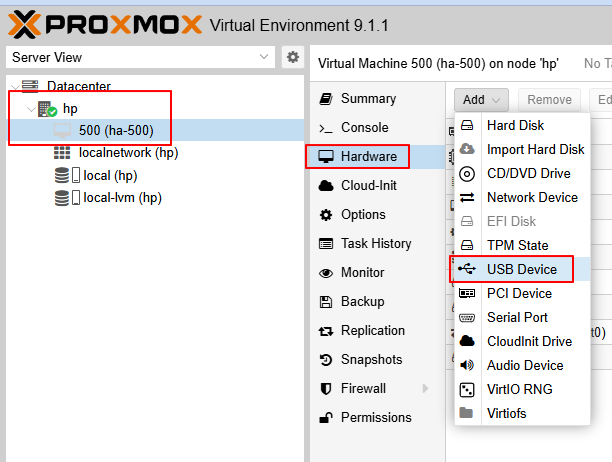 PROXMOX Virtual Environment 9.1.1
Server View
Virtual Machine 500 (ha-500) on node 'hp'
No Ta
Datacenter
hp
500 (ha-500)
localnetwork (hp)
local (hp)
local-lvm (hp)
Summary
Console
Hardware
Cloud-Init
Options
Task History
Monitor
Backup
Replication
Snapshots
Firewall
Permissions
Add
Remove
Ed
Hard Disk
Import Hard Disk
CD/DVD Drive
Network Device
EFI Disk
TPM State
USB Device
PCI Device
Serial Port
CloudInit Drive
Audio Device
VirtIO RNG
Virtiofs
t0)